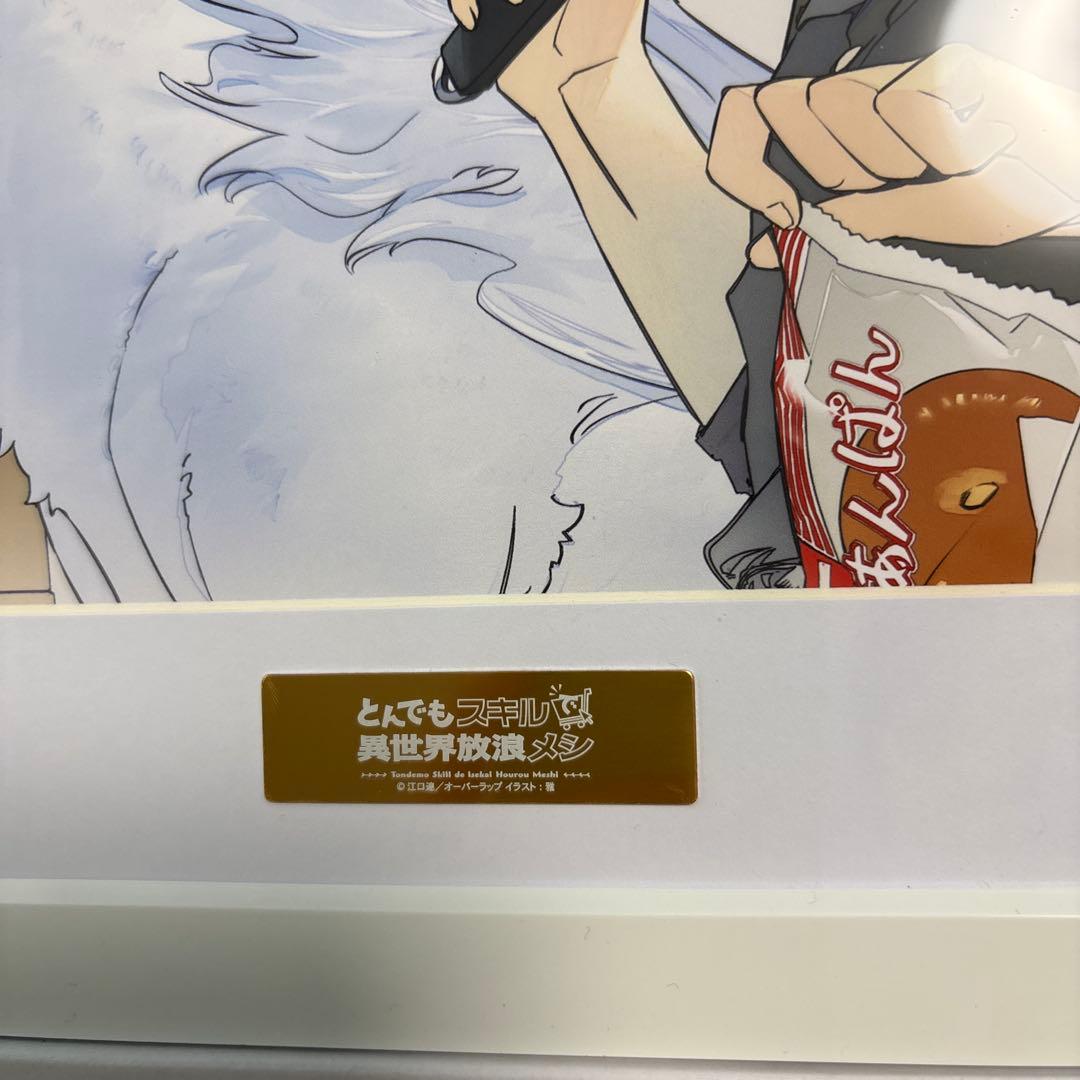 あんぱん
とんでもスキルで
異世界放浪メシ
Tondemo Skill de Isekai Hourou Meshi
© 江口連／オーバーラップ イラスト：雅